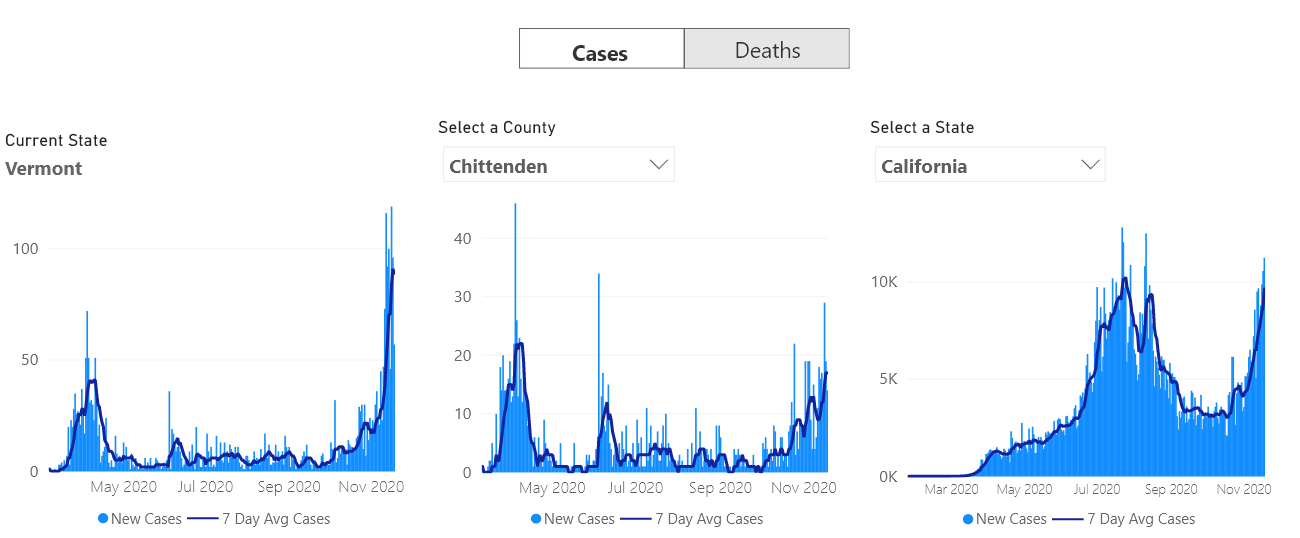 Cases Deaths
Current State
Vermont
100
50
0
May 2020 Jul 2020 Sep 2020 Nov 2020
New Cases 7 Day Avg Cases
Select a County
Chittenden
40
30
20
10
0
May 2020 Jul 2020 Sep 2020 Nov 2020
New Cases 7 Day Avg Cases
Select a State
California
10K
5K
0K
Mar 2020 May 2020 Jul 2020 Sep 2020 Nov 2020
New Cases 7 Day Avg Cases